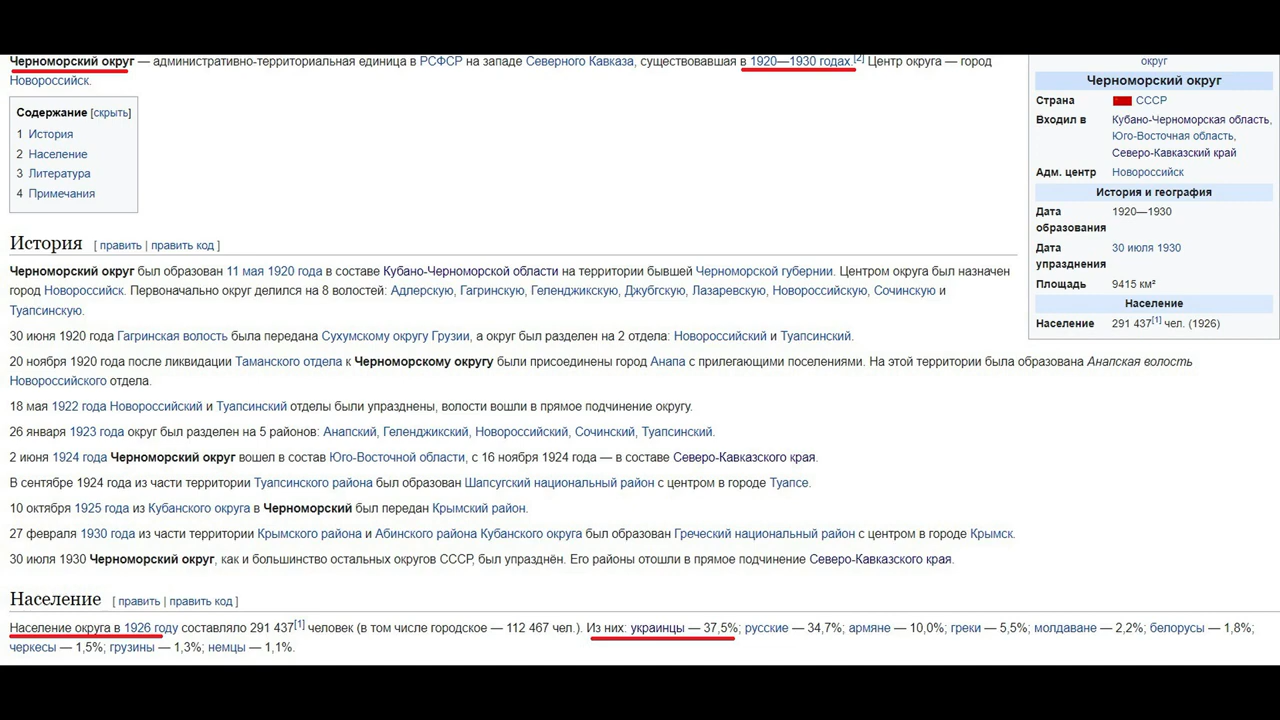 Черноморский округ — административно-территориальная единица в РСФСР на западе Северного Кавказа, существовавшая в 1920—1930 годах.[2] Центр округа — город
Новороссийск.
Содержание [скрыть]
1 История
2 Население
3 Литература
4 Примечания
округ
Черноморский округ
Страна СССР
Входил в Кубано-Черноморская область,
Юго-Восточная область,
Северо-Кавказский край
Адм. центр Новороссийск
История и география
Дата 1920—1930
образования
Дата 30 июля 1930
упразднения
Площадь 9415 км²
Население
Население 291 437[1] чел. (1926)
История [ править | править код ]
Черноморский округ был образован 11 мая 1920 года в составе Кубано-Черноморской области на территории бывшей Черноморской губернии. Центром округа был назначен
город Новороссийск. Первоначально округ делился на 8 волостей: Адлерскую, Гагринскую, Геленджикскую, Джубгскую, Лазаревскую, Новороссийскую, Сочинскую и
Туапсинскую.
30 июня 1920 года Гагринская волость была передана Сухумскому округу Грузии, а округ был разделен на 2 отдела: Новороссийский и Туапсинский.
20 ноября 1920 года после ликвидации Таманского отдела к Черноморскому округу были присоединены город Анапа с прилегающими поселениями. На этой территории была образована Анапская волость
Новороссийского отдела.
18 мая 1922 года Новороссийский и Туапсинский отделы были упразднены, волости вошли в прямое подчинение округу.
26 января 1923 года округ был разделен на 5 районов: Анапский, Геленджикский, Новороссийский, Сочинский, Туапсинский.
2 июня 1924 года Черноморский округ вошел в состав Юго-Восточной области, с 16 ноября 1924 года — в составе Северо-Кавказского края.
В сентябре 1924 года из части территории Туапсинского района был образован Шапсугский национальный район с центром в городе Туапсе.
10 октября 1925 года из Кубанского округа в Черноморский был передан Крымский район.
27 февраля 1930 года из части территории Крымского района и Абинского района Кубанского округа был образован Греческий национальный район с центром в городе Крымск.
30 июля 1930 Черноморский округ, как и большинство остальных округов СССР, был упразднён. Его районы отошли в прямое подчинение Северо-Кавказского края.
Население [ править | править код ]
Население округа в 1926 году составляло 291 437[1] человек (в том числе городское — 112 467 чел.). Из них: украинцы — 37,5%; русские — 34,7%; армяне — 10,0%; греки — 5,5%; молдаване — 2,2%; белорусы — 1,8%;
черкесы — 1,5%; грузины — 1,3%; немцы — 1,1%.